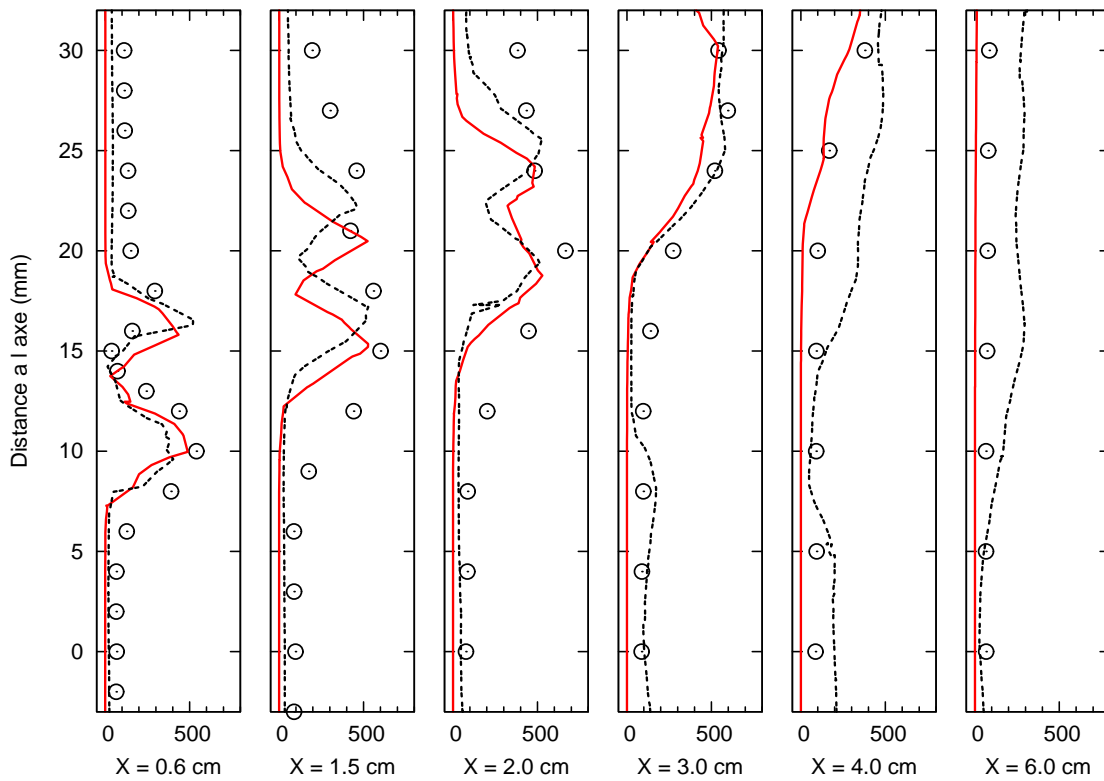 30
25
20
15
10
5
0
Distance a l axe (mm)
0 500
X = 0.6 cm
0 500
X = 1.5 cm
0 500
X = 2.0 cm
0 500
X = 3.0 cm
0 500
X = 4.0 cm
0 500
X = 6.0 cm